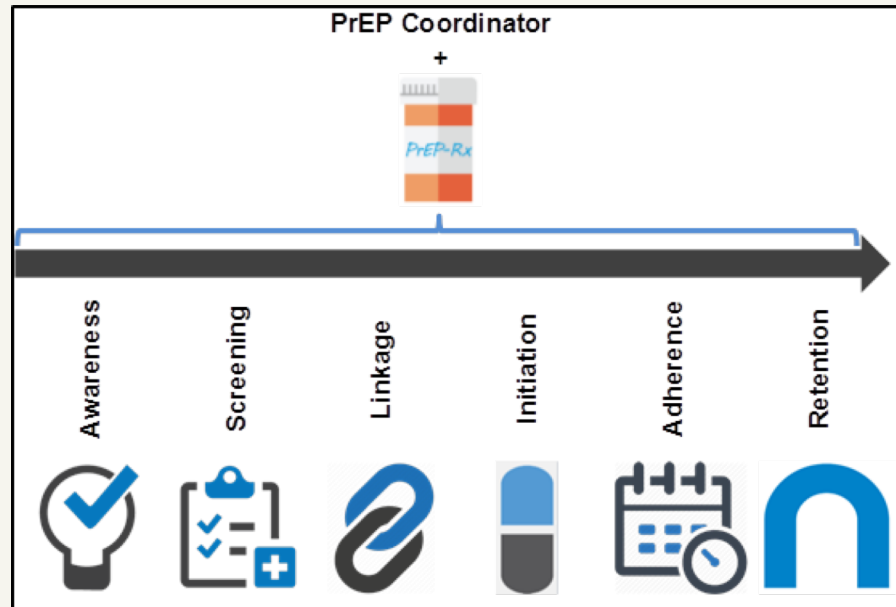 PrEP Coordinator
+
PrEP-Rx
Awareness
Screening
Linkage
Initiation
Adherence
Retention